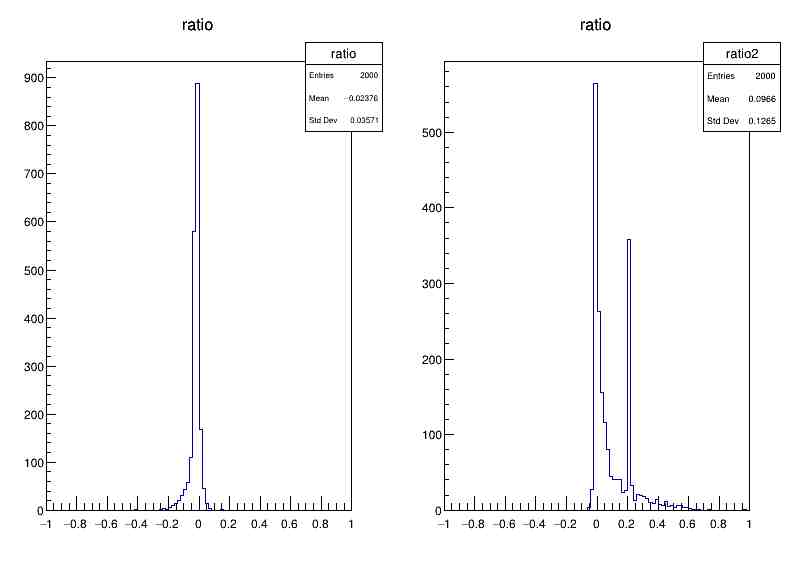 ratio
ratio
Entries 2000
Mean −0.02376
Std Dev 0.03571
900
800
700
600
500
400
300
200
100
0
−1 −0.8 −0.6 −0.4 −0.2 0 0.2 0.4 0.6 0.8 1
ratio
ratio2
Entries 2000
Mean 0.0966
Std Dev 0.1265
500
400
300
200
100
0
−1 −0.8 −0.6 −0.4 −0.2 0 0.2 0.4 0.6 0.8 1